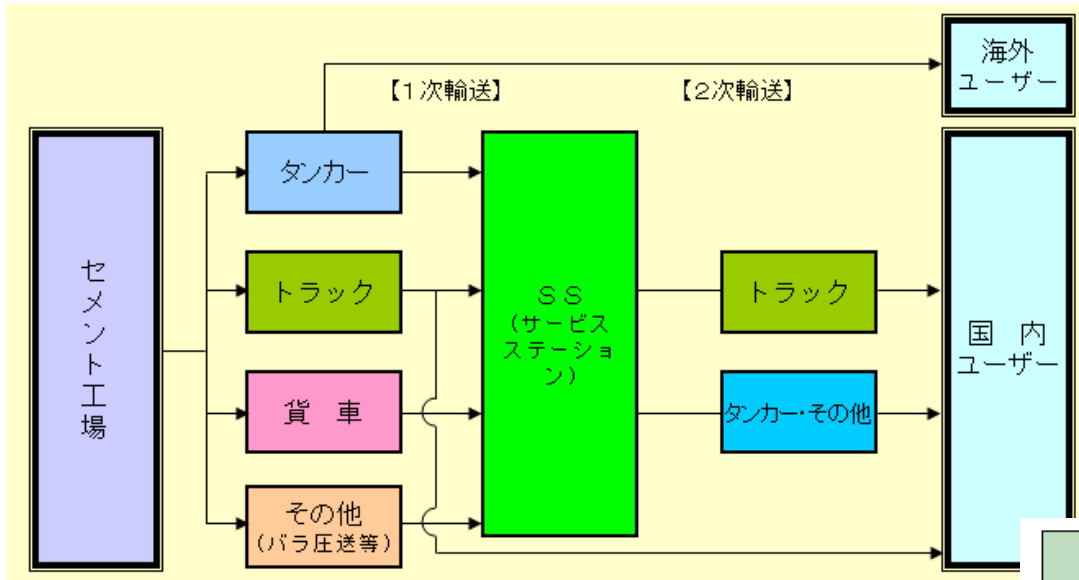 海外
ユーザー
【１次輸送】
【２次輸送】
セメント工場
タンカー
トラック
貨　車
その他
（バラ圧送等）
ＳＳ
（サービス
ステーショ
ン）
トラック
タンカー・その他
国　内
ユーザー